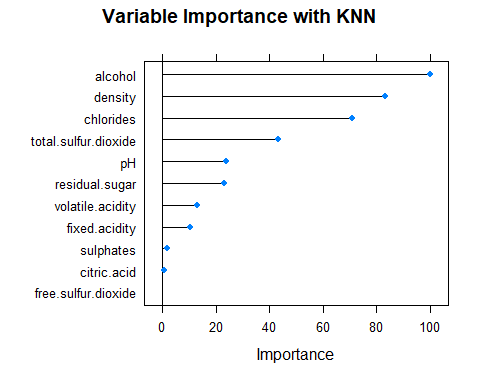 Variable Importance with KNN
alcohol
density
chlorides
total.sulfur.dioxide
pH
residual.sugar
volatile.acidity
fixed.acidity
sulphates
citric.acid
free.sulfur.dioxide
0 20 40 60 80 100
Importance